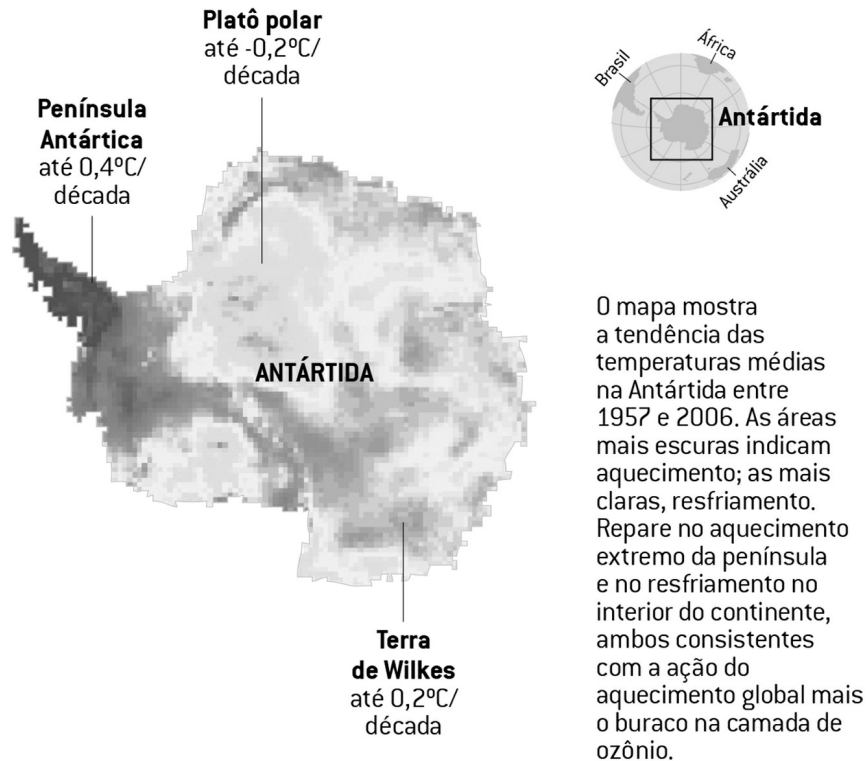 Platô polar
até -0,2ºC/
década
Península
Antártica
até 0,4ºC/
década
ANTÁRTIDA
Terra
de Wilkes
até 0,2ºC/
década
Brasil
África
Antártida
Austrália
O mapa mostra
a tendência das
temperaturas médias
na Antártida entre
1957 e 2006. As áreas
mais escuras indicam
aquecimento; as mais
claras, resfriamento.
Repare no aquecimento
extremo da península
e no resfriamento no
interior do continente,
ambos consistentes
com a ação do
aquecimento global mais
o buraco na camada de
ozônio.